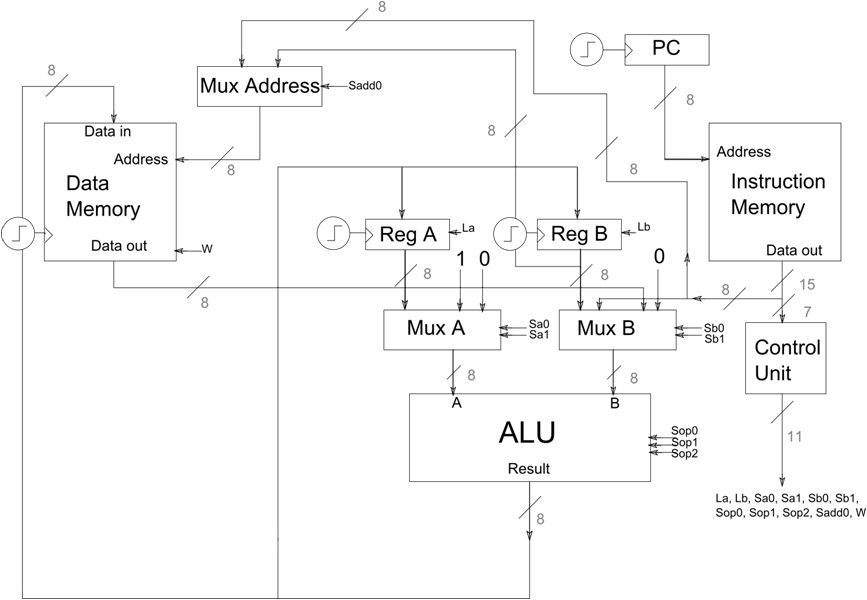 8
PC
8
Mux Address
Sadd0
8
8
Data in
8
Address
8
8
Address
Data
Memory
Instruction
Memory
La
Lb
Reg A
Reg B
W
Data out
Data out
1 0
0
8
8
8
8
15
7
Mux A
Sa0
Sa1
Mux B
Sb0
Sb1
Control
Unit
8
8
A
B
ALU
Sop0
Sop1
Sop2
11
Result
La, Lb, Sa0, Sa1, Sb0, Sb1,
Sop0, Sop1, Sop2, Sadd0, W
8